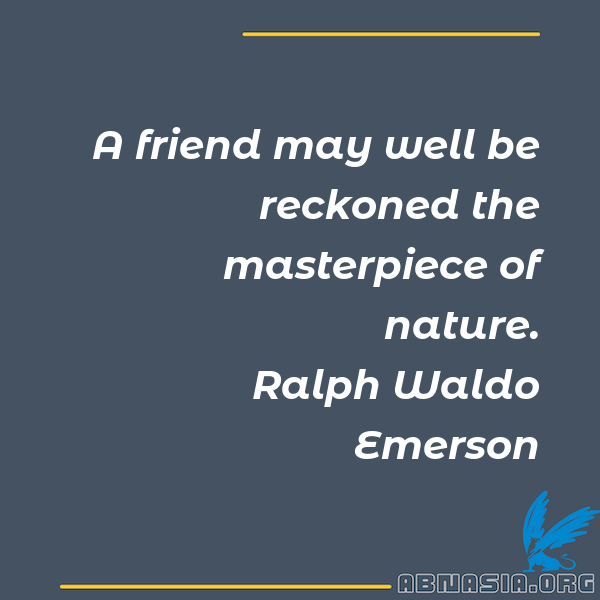 A friend may well be
reckoned the
masterpiece of
nature.
Ralph Waldo
Emerson
ABNASIA.ORG